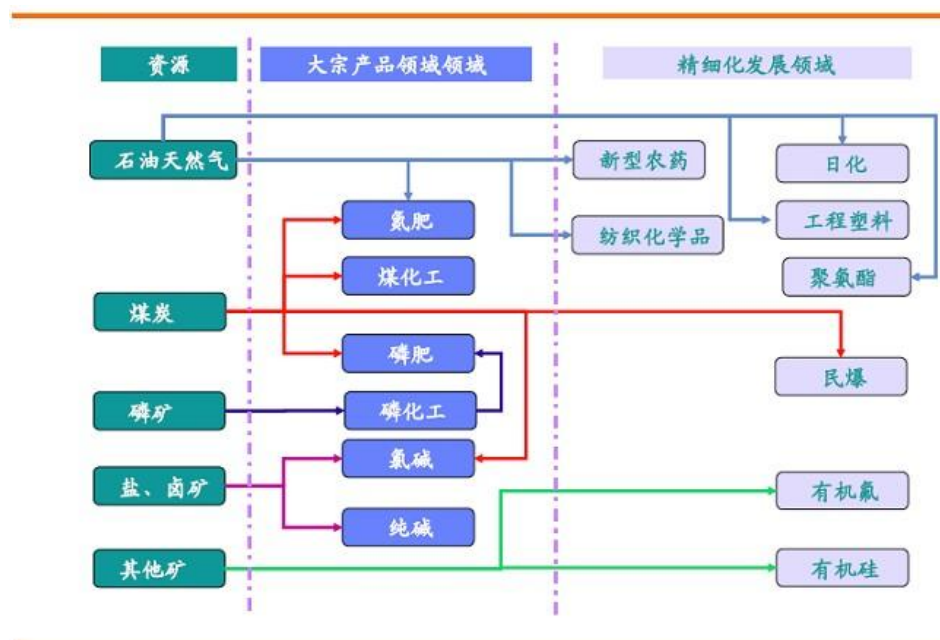 资源
大宗产品领域领域
精细化发展领域
石油天然气
新型农药
日化
氮肥
纺织化学品
工程塑料
煤化工
聚氨酯
煤炭
磷肥
民爆
磷矿
磷化工
氯碱
盐、卤矿
有机氟
纯碱
其他矿
有机硅